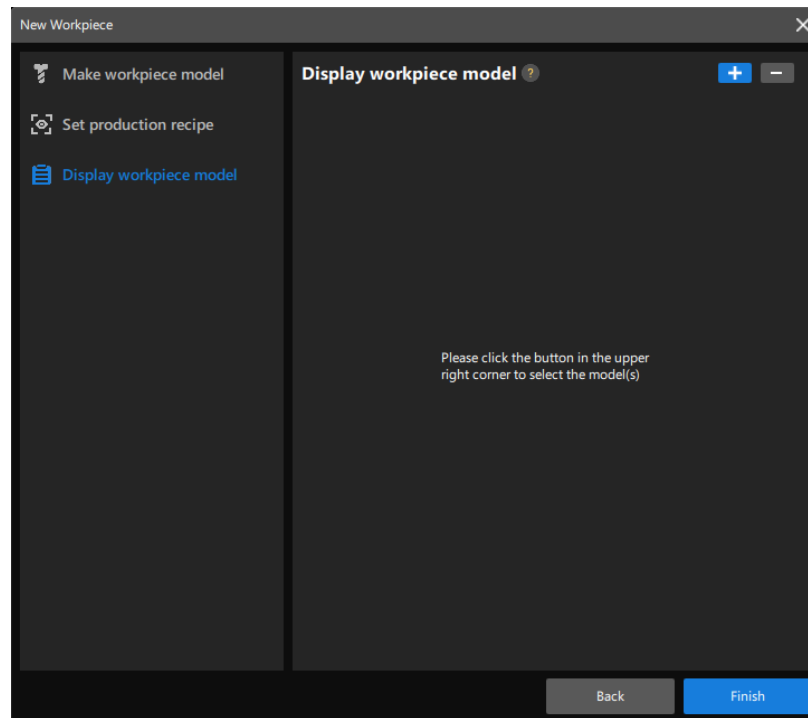 New Workpiece
Make workpiece model
Set production recipe
Display workpiece model
Display workpiece model ?
Please click the button in the upper
right corner to select the model(s)
Back
Finish